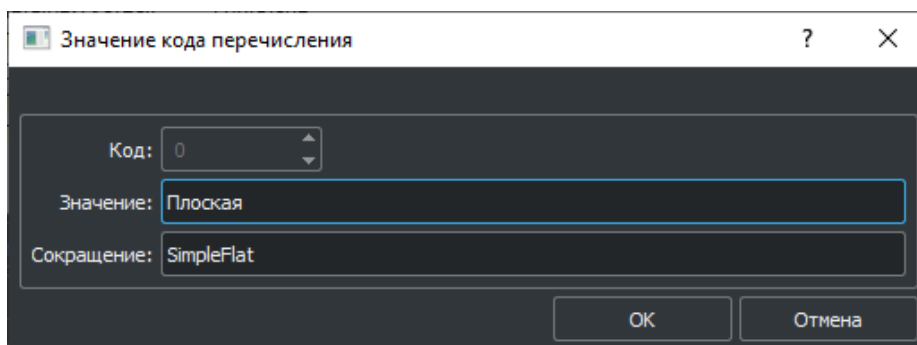 Значение кода перечисления ?
Код: 0
Значение: Плоская
Сокращение: SimpleFlat
OK Отмена